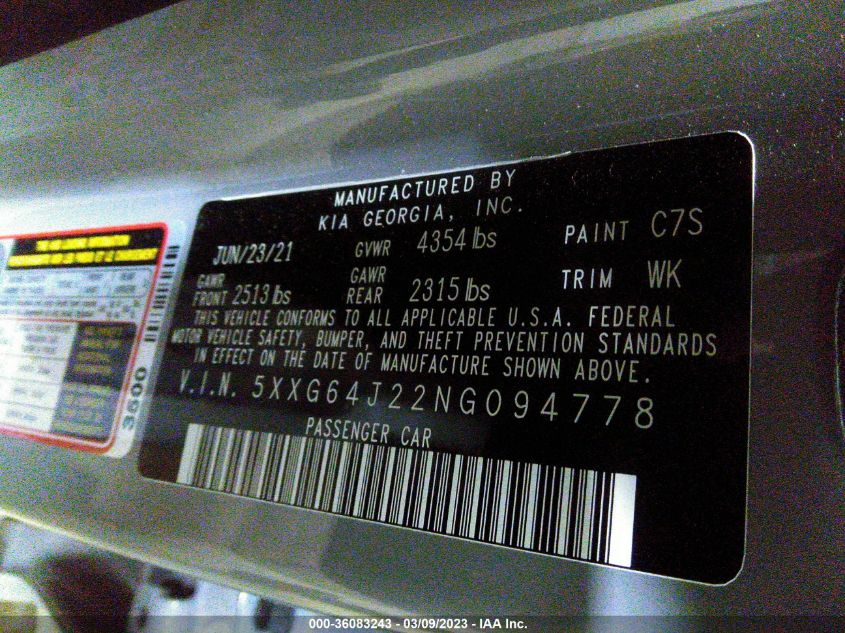 MANUFACTURED BY
KIA GEORGIA, INC.
JUN/23/21 GVWR 4354 lbs PAINT C7S
GAWR FRONT 2513 lbs GAWR REAR 2315 lbs TRIM WK
THIS VEHICLE CONFORMS TO ALL APPLICABLE U.S.A. FEDERAL
MOTOR VEHICLE SAFETY, BUMPER, AND THEFT PREVENTION STANDARDS
IN EFFECT ON THE DATE OF MANUFACTURE SHOWN ABOVE.
V.I.N. 5XXG64J22NG094778
PASSENGER CAR
3600
000-36083243 - 03/09/2023 - IAA Inc.